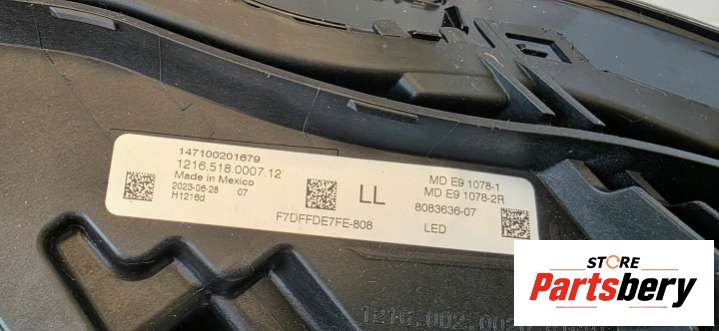 147100201679
1216.518.0007.12
Made in Mexico
2023-06-28 07
H1216d
LL
F7DFFDE7FE-808
MD E9 1078-1
MD E9 1078-2R
8083636-07
LED
STORE
Partsbery